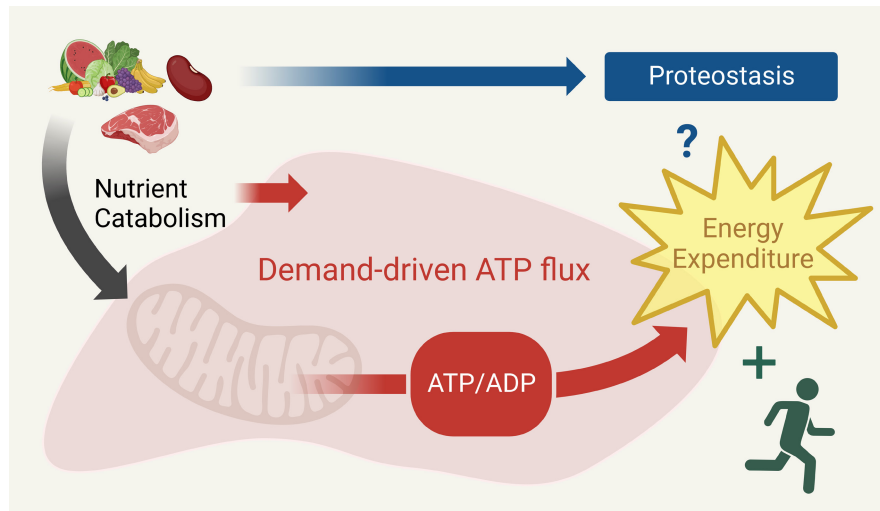 Proteostasis
?
Nutrient
Catabolism
Energy
Expenditure
Demand-driven ATP flux
+
ATP/ADP